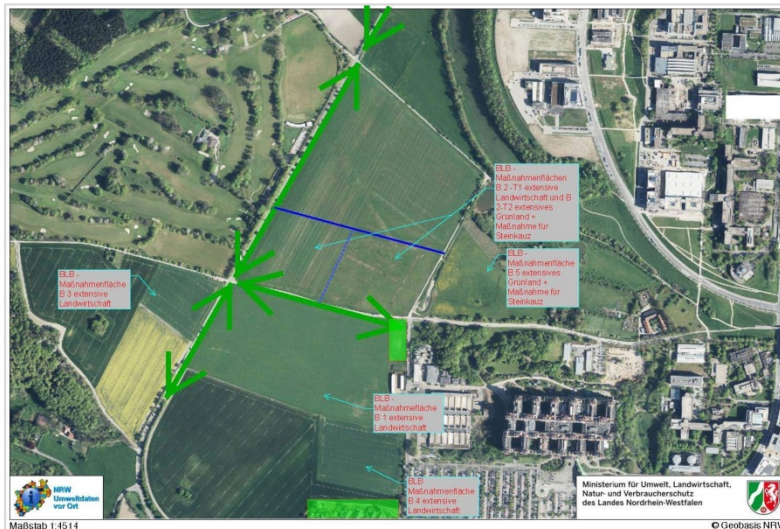 BLB -
Maßnahmenflächen
B 2 -T1 extensive
Landwirtschaft und B
2-T2 extensives
Grünland +
Maßnahme für
Steinkauz
BLB -
Maßnahmenfläche
B 5 extensives
Grünland +
Maßnahme für
Steinkauz
BLB -
Maßnahmenfläche
B 3 extensive
Landwirtschaft
BLB -
Maßnahmefläche
B 1 extensive
Landwirtschaft
BLB
Maßnahmenfläche
B 4 extensive
Landwirtschaft
NRW
Umweltdaten
vor Ort
Ministerium für Umwelt, Landwirtschaft,
Natur- und Verbraucherschutz
des Landes Nordrhein-Westfalen
Maßstab 1:4514
© Geobasis NRW